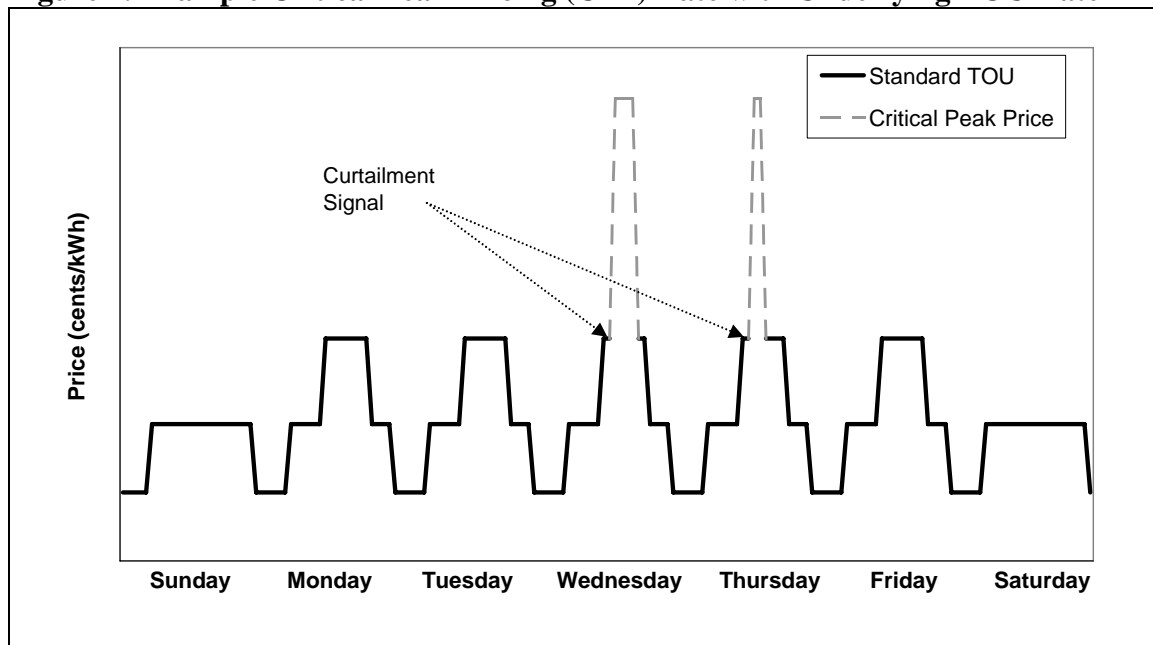 Standard TOU
Critical Peak Price
Curtailment
Signal
Price (cents/kWh)
Sunday Monday Tuesday Wednesday Thursday Friday Saturday